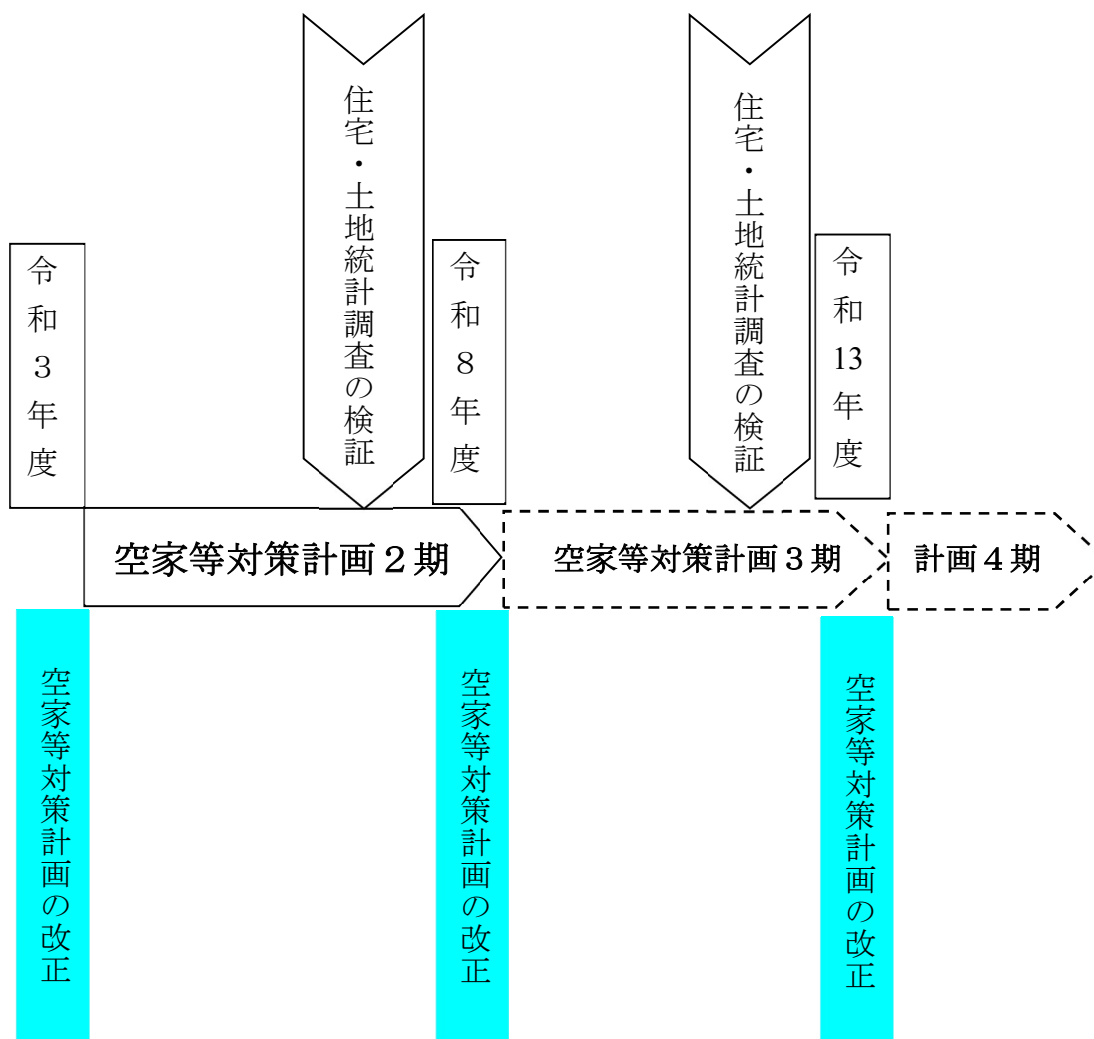 住宅・土地統計調査の検証
住宅・土地統計調査の検証
令和３年度
令和８年度
令和13年度
空家等対策計画２期
空家等対策計画３期
計画４期
空家等対策計画の改正
空家等対策計画の改正
空家等対策計画の改正